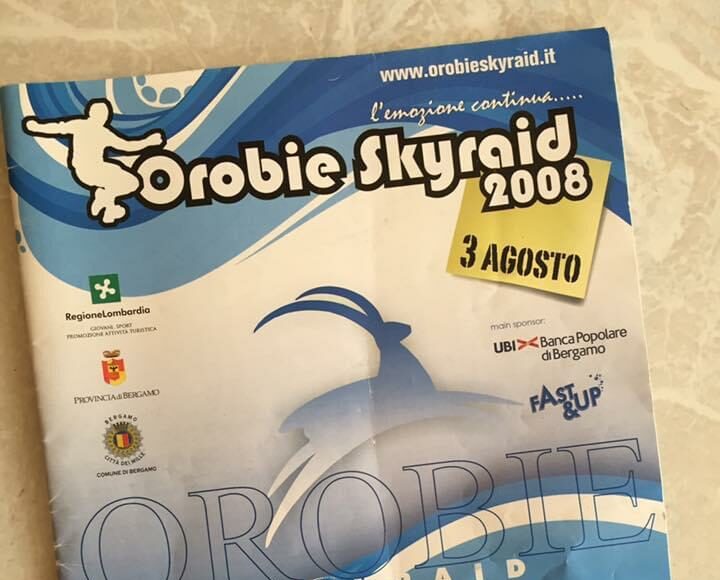 www.orobieskyraid.it
l'emozione continua.....
Orobie Skyraid
2008
3 AGOSTO
RegioneLombardia
GIOVANI, SPORT
PROMOZIONE ATTIVITÀ TURISTICA
PROVINCIA di BERGAMO
BERGAMO
CITTÀ DEI MILLE
COMUNE DI BERGAMO
main sponsor:
UBI Banca Popolare
di Bergamo
FAST
&UP
OROBIE
RAID